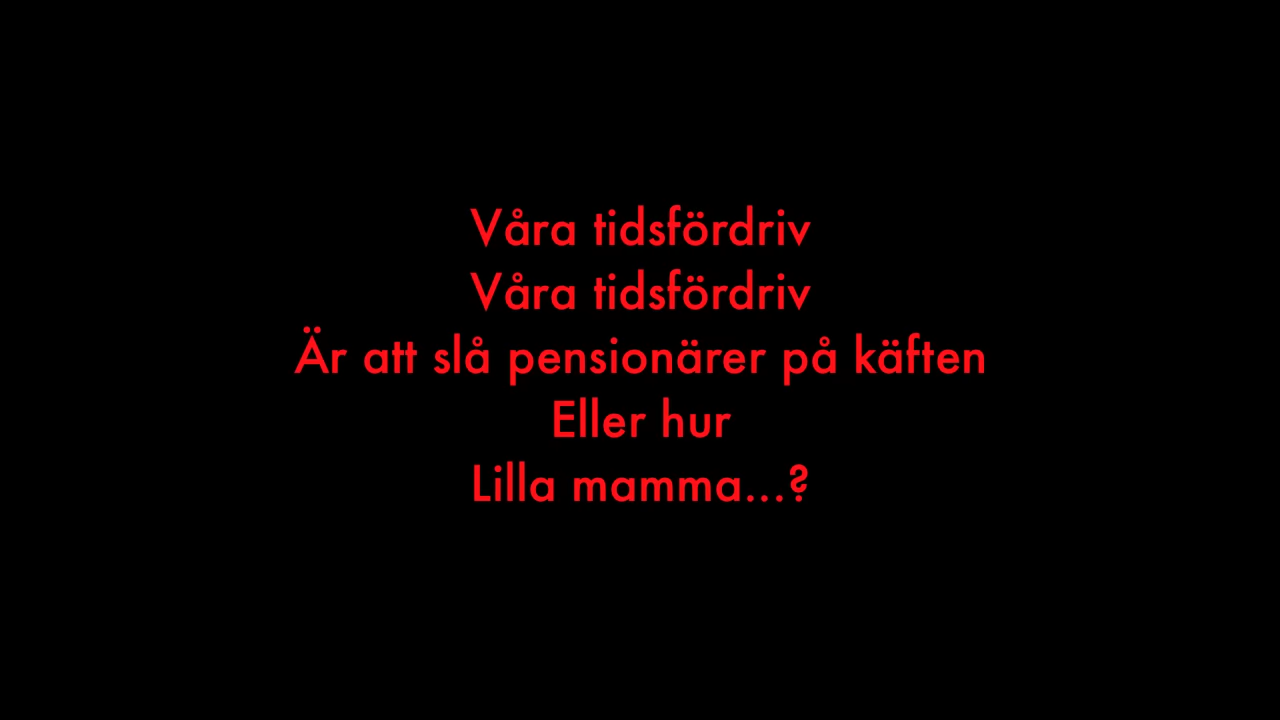 Våra tidsfördriv
Våra tidsfördriv
Är att slå pensionärer på käften
Eller hur
Lilla mamma...?